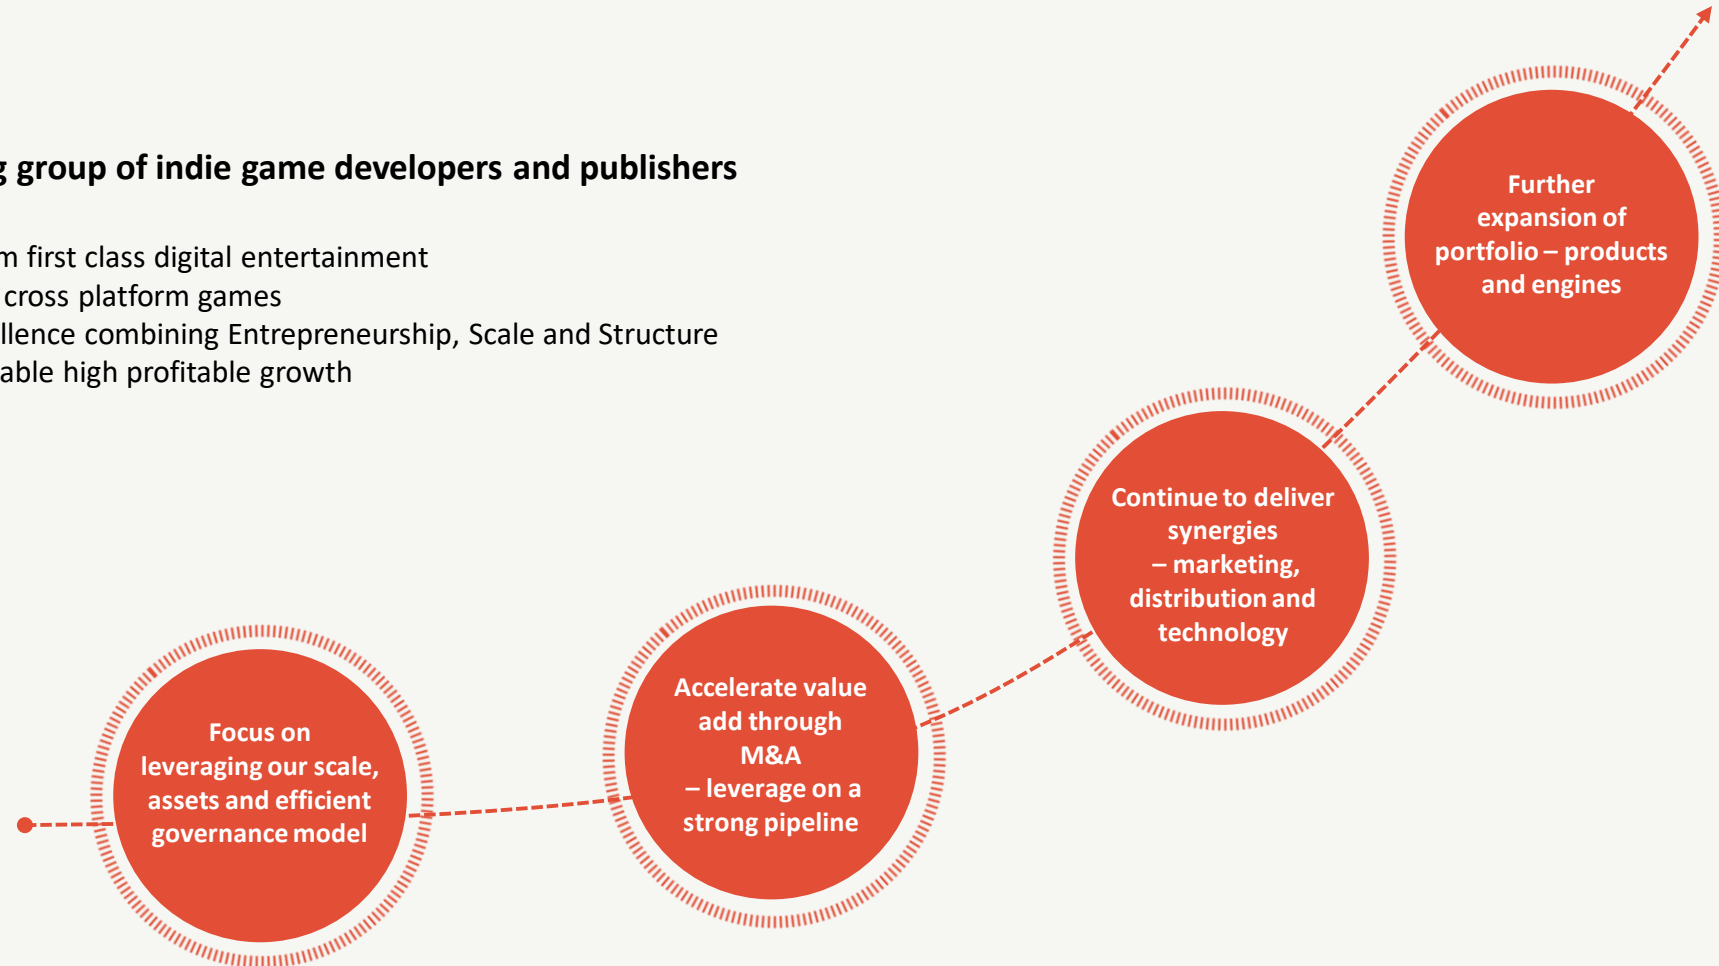 group of indie game developers and publishers
first class digital entertainment
cross platform games
combining Entrepreneurship, Scale and Structure
high profitable growth
Further
expansion of
portfolio – products
and engines
Continue to deliver
synergies
– marketing,
distribution and
technology
Accelerate value
add through
M&A
– leverage on a
strong pipeline
Focus on
leveraging our scale,
assets and efficient
governance model